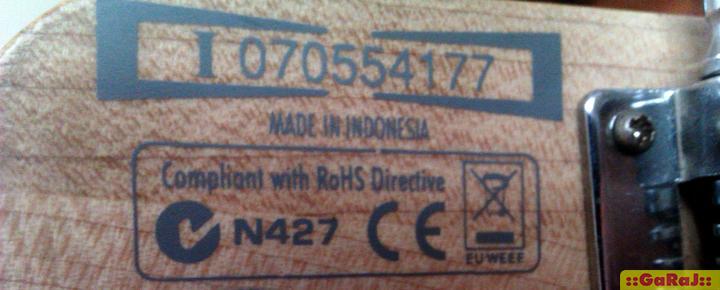 I 070554177
MADE IN INDONESIA
Compliant with RoHS Directive
N427 CE
EU·WEEE
::GaRaJ::